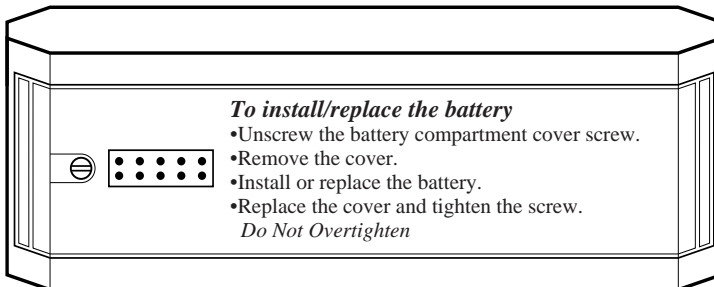 To install/replace the battery
•Unscrew the battery compartment cover screw.
•Remove the cover.
•Install or replace the battery.
•Replace the cover and tighten the screw.
Do Not Overtighten